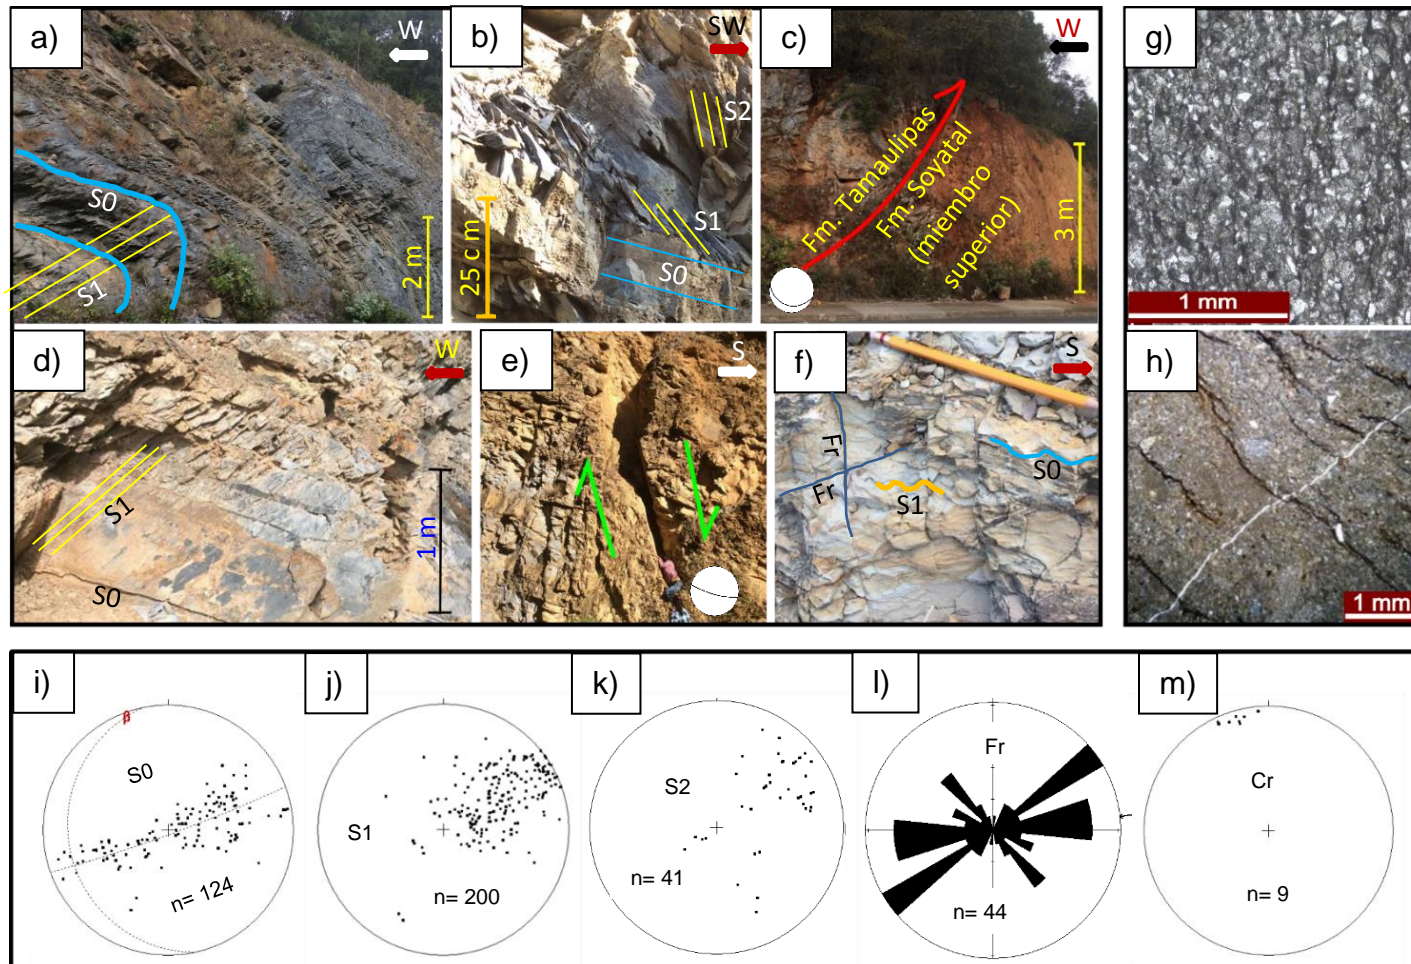 a)
W
S0
S1
2 m
b)
SW
S2
S1
S0
25 c m
c)
W
Fm. Tamaulipas
Fm. Soyatal
(miembro
superior)
3 m
g)
1 mm
d)
W
S1
S0
1 m
e)
S
f)
S
Fr
Fr
S1
S0
h)
1 mm
i)
β
S0
n= 124
j)
S1
n= 200
k)
S2
n= 41
l)
Fr
n= 44
m)
Cr
n= 9